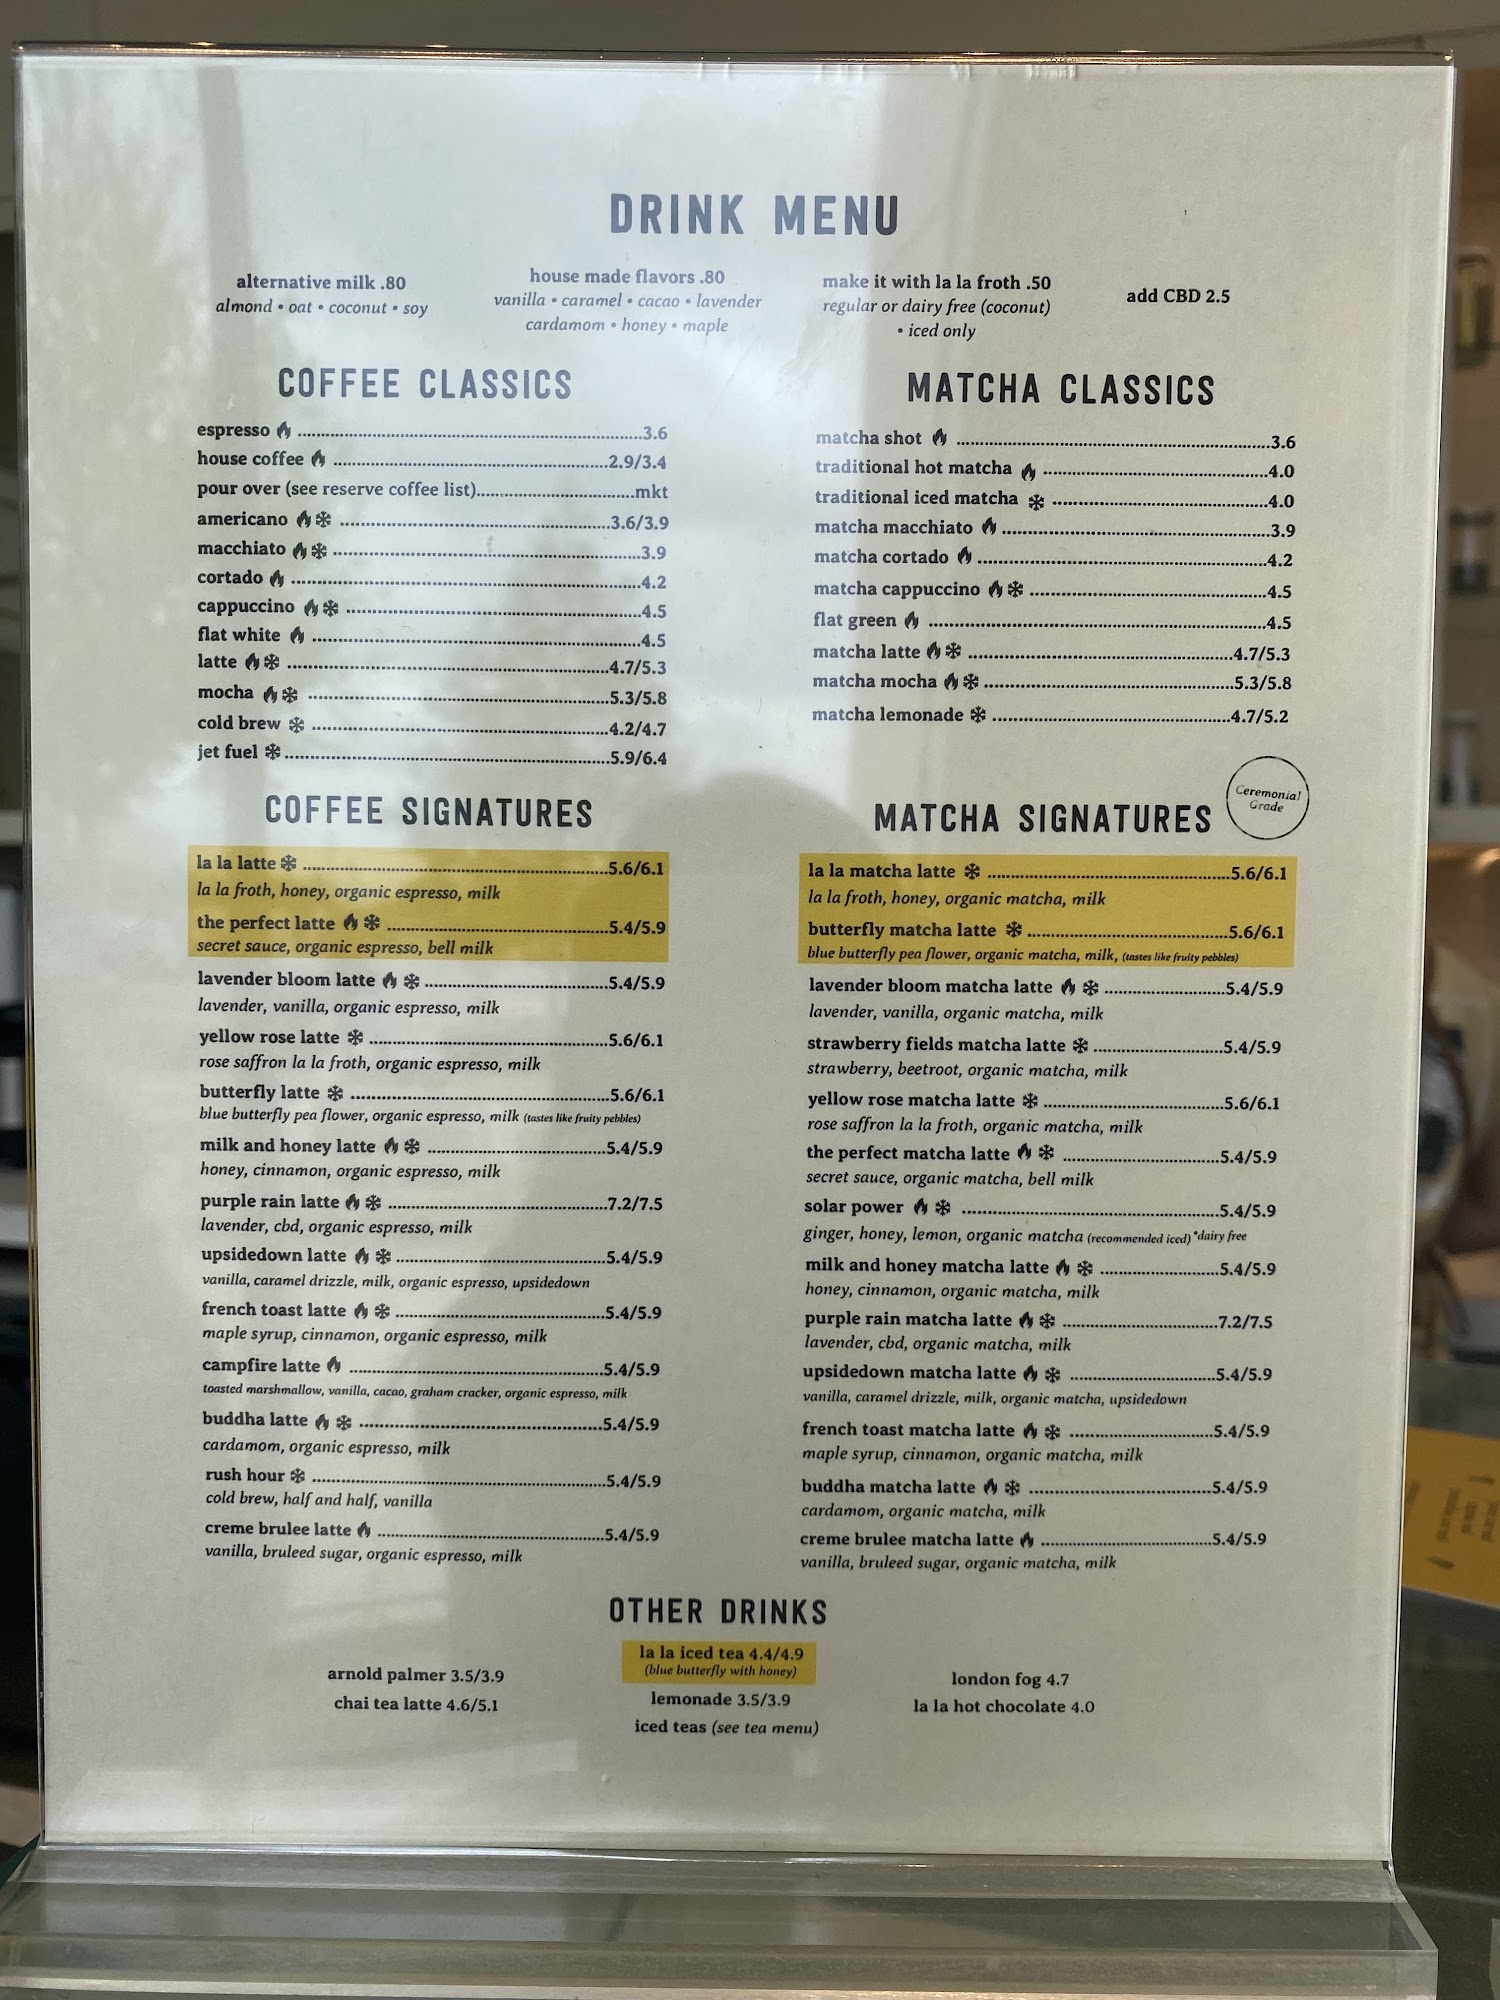 DRINK MENU
alternative milk .80
almond • oat • coconut • soy
house made flavors .80
vanilla • caramel • cacao • lavender
cardamom • honey • maple
make it with la la froth .50
regular or dairy free (coconut)
• iced only
add CBD 2.5
COFFEE CLASSICS
espresso 3.6
house coffee 2.9/3.4
pour over (see reserve coffee list) mkt
americano 3.6/3.9
macchiato 3.9
cortado 4.2
cappuccino 4.5
flat white 4.5
latte 4.7/5.3
mocha 5.3/5.8
cold brew 4.2/4.7
jet fuel 5.9/6.4
MATCHA CLASSICS
matcha shot 3.6
traditional hot matcha 4.0
traditional iced matcha 4.0
matcha macchiato 3.9
matcha cortado 4.2
matcha cappuccino 4.5
flat green 4.5
matcha latte 4.7/5.3
matcha mocha 5.3/5.8
matcha lemonade 4.7/5.2
COFFEE SIGNATURES
la la latte 5.6/6.1
la la froth, honey, organic espresso, milk
the perfect latte 5.4/5.9
secret sauce, organic espresso, bell milk
lavender bloom latte 5.4/5.9
lavender, vanilla, organic espresso, milk
yellow rose latte 5.6/6.1
rose saffron la la froth, organic espresso, milk
butterfly latte 5.6/6.1
blue butterfly pea flower, organic espresso, milk (tastes like fruity pebbles)
milk and honey latte 5.4/5.9
honey, cinnamon, organic espresso, milk
purple rain latte 7.2/7.5
lavender, cbd, organic espresso, milk
upsidedown latte 5.4/5.9
vanilla, caramel drizzle, milk, organic espresso, upsidedown
french toast latte 5.4/5.9
maple syrup, cinnamon, organic espresso, milk
campfire latte 5.4/5.9
toasted marshmallow, vanilla, cacao, graham cracker, organic espresso, milk
buddha latte 5.4/5.9
cardamom, organic espresso, milk
rush hour 5.4/5.9
cold brew, half and half, vanilla
creme brulee latte 5.4/5.9
vanilla, bruleed sugar, organic espresso, milk
MATCHA SIGNATURES
Ceremonial
Grade
la la matcha latte 5.6/6.1
la la froth, honey, organic matcha, milk
butterfly matcha latte 5.6/6.1
blue butterfly pea flower, organic matcha, milk, (tastes like fruity pebbles)
lavender bloom matcha latte 5.4/5.9
lavender, vanilla, organic matcha, milk
strawberry fields matcha latte 5.4/5.9
strawberry, beetroot, organic matcha, milk
yellow rose matcha latte 5.6/6.1
rose saffron la la froth, organic matcha, milk
the perfect matcha latte 5.4/5.9
secret sauce, organic matcha, bell milk
solar power 5.4/5.9
ginger, honey, lemon, organic matcha (recommended iced) *dairy free
milk and honey matcha latte 5.4/5.9
honey, cinnamon, organic matcha, milk
purple rain matcha latte 7.2/7.5
lavender, cbd, organic matcha, milk
upsidedown matcha latte 5.4/5.9
vanilla, caramel drizzle, milk, organic matcha, upsidedown
french toast matcha latte 5.4/5.9
maple syrup, cinnamon, organic matcha, milk
buddha matcha latte 5.4/5.9
cardamom, organic matcha, milk
creme brulee matcha latte 5.4/5.9
vanilla, bruleed sugar, organic matcha, milk
OTHER DRINKS
arnold palmer 3.5/3.9
chai tea latte 4.6/5.1
la la iced tea 4.4/4.9
(blue butterfly with honey)
lemonade 3.5/3.9
iced teas (see tea menu)
london fog 4.7
la la hot chocolate 4.0